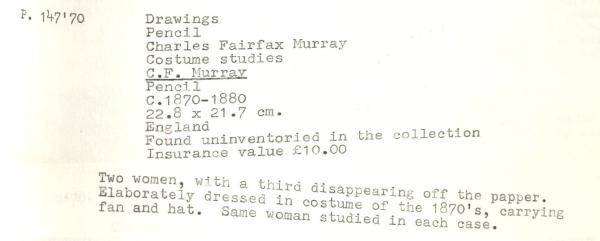 P. 147'70
Drawings
Pencil
Charles Fairfax Murray
Costume studies
C.F. Murray
Pencil
C.1870-1880
22.8 x 21.7 cm.
England
Found uninventoried in the collection
Insurance value £10.00
Two women, with a third disappearing off the papper.
Elaborately dressed in costume of the 1870's, carrying
fan and hat. Same woman studied in each case.